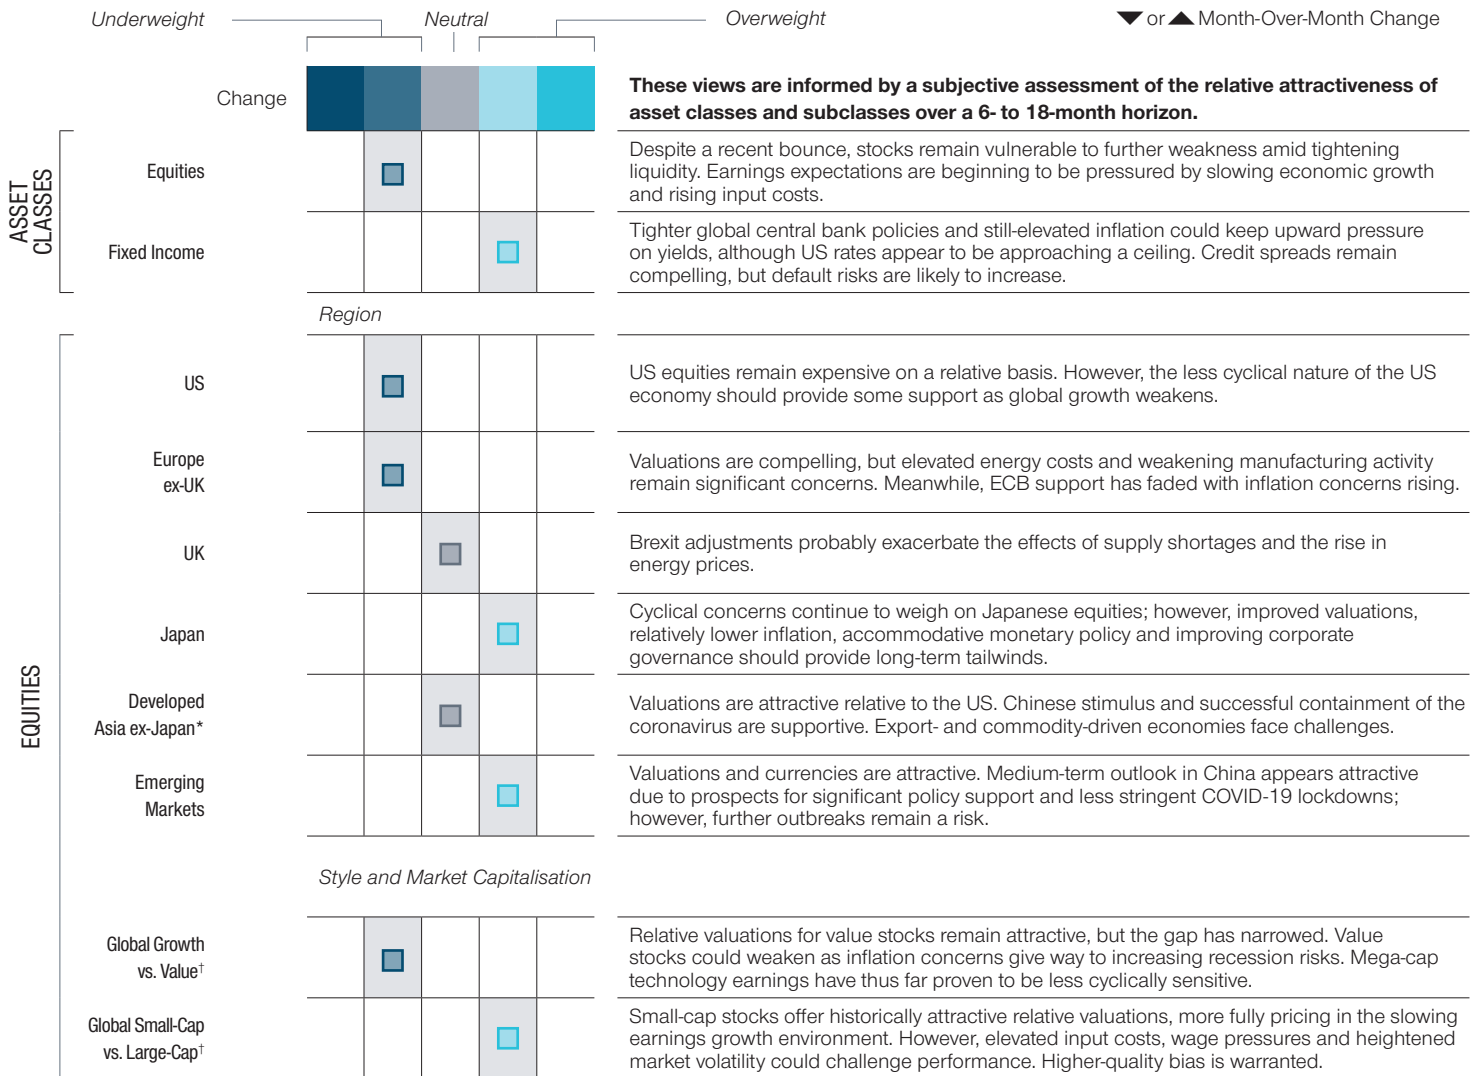 Underweight
Neutral
Overweight
▼ or ▲ Month-Over-Month Change
Change
These views are informed by a subjective assessment of the relative attractiveness of
asset classes and subclasses over a 6- to 18-month horizon.
ASSET
CLASSES
Equities
Despite a recent bounce, stocks remain vulnerable to further weakness amid tightening
liquidity. Earnings expectations are beginning to be pressured by slowing economic growth
and rising input costs.
Fixed Income
Tighter global central bank policies and still-elevated inflation could keep upward pressure
on yields, although US rates appear to be approaching a ceiling. Credit spreads remain
compelling, but default risks are likely to increase.
EQUITIES
Region
US
US equities remain expensive on a relative basis. However, the less cyclical nature of the US
economy should provide some support as global growth weakens.
Europe
ex-UK
Valuations are compelling, but elevated energy costs and weakening manufacturing activity
remain significant concerns. Meanwhile, ECB support has faded with inflation concerns rising.
UK
Brexit adjustments probably exacerbate the effects of supply shortages and the rise in
energy prices.
Japan
Cyclical concerns continue to weigh on Japanese equities; however, improved valuations,
relatively lower inflation, accommodative monetary policy and improving corporate
governance should provide long-term tailwinds.
Developed
Asia ex-Japan*
Valuations are attractive relative to the US. Chinese stimulus and successful containment of the
coronavirus are supportive. Export- and commodity-driven economies face challenges.
Emerging
Markets
Valuations and currencies are attractive. Medium-term outlook in China appears attractive
due to prospects for significant policy support and less stringent COVID-19 lockdowns;
however, further outbreaks remain a risk.
Style and Market Capitalisation
Global Growth
vs. Value†
Relative valuations for value stocks remain attractive, but the gap has narrowed. Value
stocks could weaken as inflation concerns give way to increasing recession risks. Mega-cap
technology earnings have thus far proven to be less cyclically sensitive.
Global Small-Cap
vs. Large-Cap†
Small-cap stocks offer historically attractive relative valuations, more fully pricing in the slowing
earnings growth environment. However, elevated input costs, wage pressures and heightened
market volatility could challenge performance. Higher-quality bias is warranted.